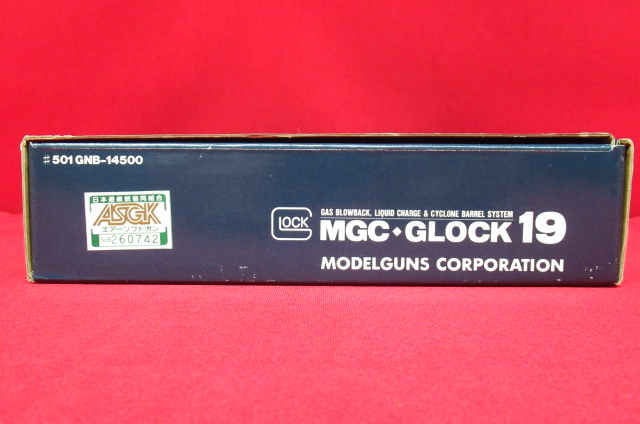 #501 GNB-14500
日本遊戯銃協同組合
ASGK
エアーソフトガン
No.B260742
GLOCK
GAS BLOWBACK, LIQUID CHARGE & CYCLONE BARREL SYSTEM
MGC◆GLOCK 19
MODELGUNS CORPORATION